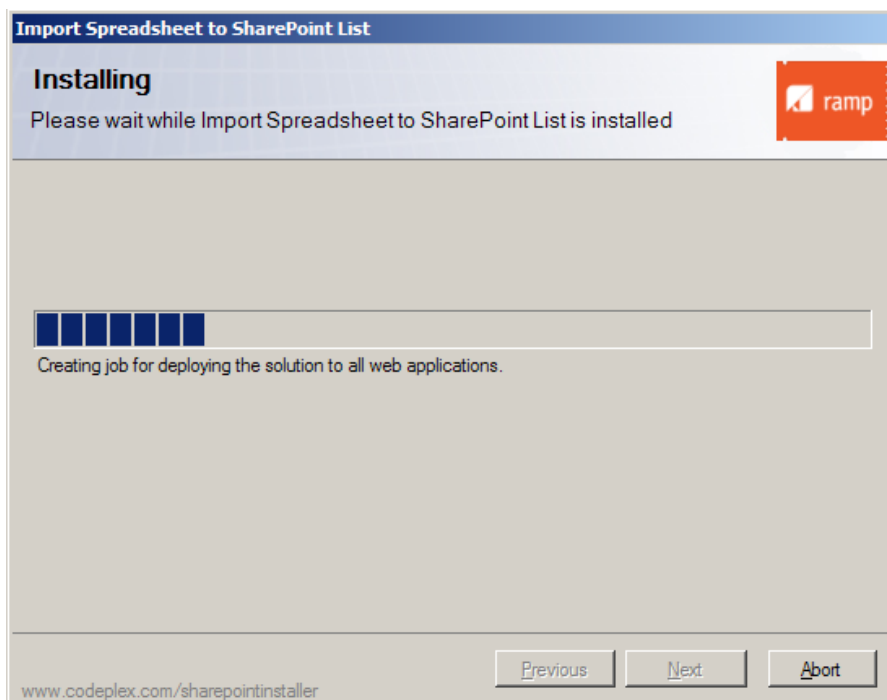 Import Spreadsheet to SharePoint List
Installing
Please wait while Import Spreadsheet to SharePoint List is installed
ramp
Creating job for deploying the solution to all web applications.
Previous
Next
Abort
www.codeplex.com/sharepointinstaller